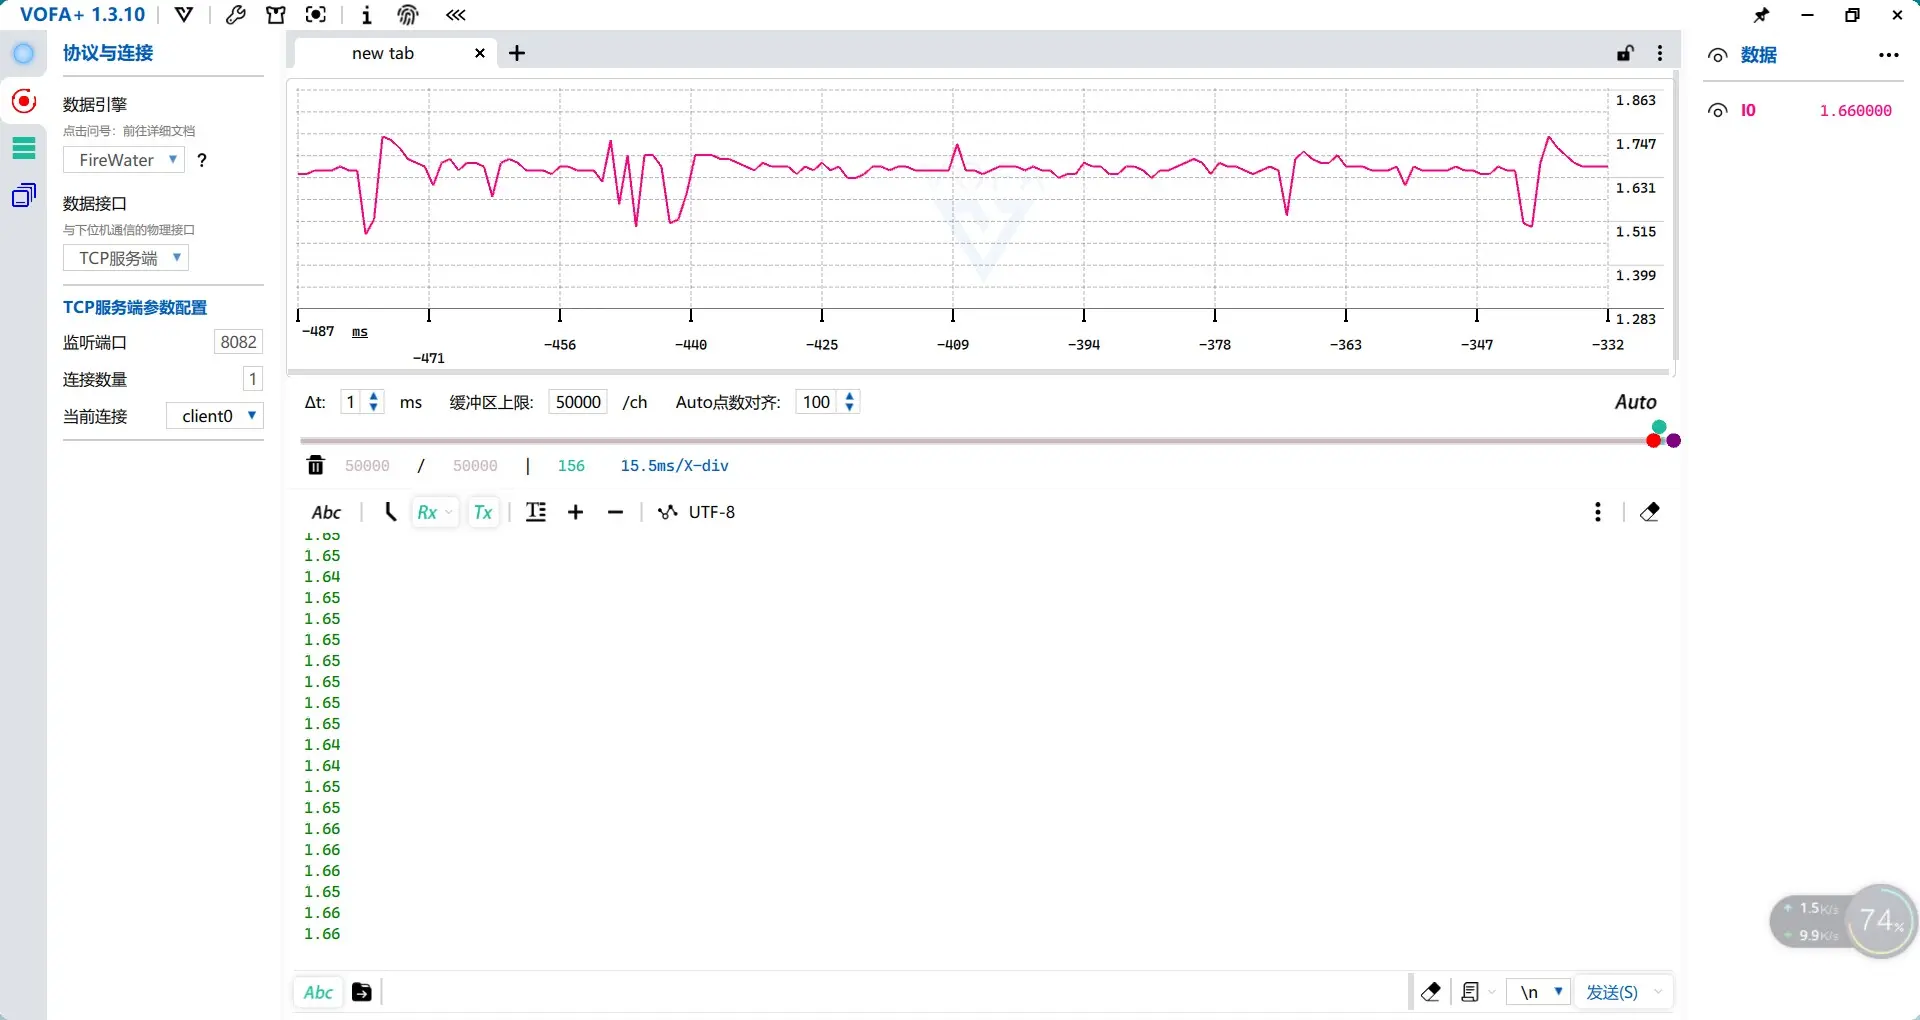 VOFA+ 1.3.10
协议与连接
数据引擎
点击问号：前往详细文档
FireWater ?
数据接口
与下位机通信的物理接口
TCP服务端
TCP服务端参数配置
监听端口 8082
连接数量 1
当前连接 client0
new tab
1.863
1.747
1.631
1.515
1.399
1.283
-487 ms
-471
-456
-440
-425
-409
-394
-378
-363
-347
-332
Δt: 1 ms 缓冲区上限: 50000 /ch Auto点数对齐: 100 Auto
50000 / 50000 | 156 15.5ms/X-div
Abc Rx Tx UTF-8
1.65
1.65
1.64
1.65
1.65
1.65
1.65
1.65
1.65
1.65
1.64
1.64
1.65
1.65
1.66
1.66
1.66
1.65
1.66
1.66
Abc \n 发送(S)
数据
I0 1.660000
1.5K/s
9.9K/s
74%